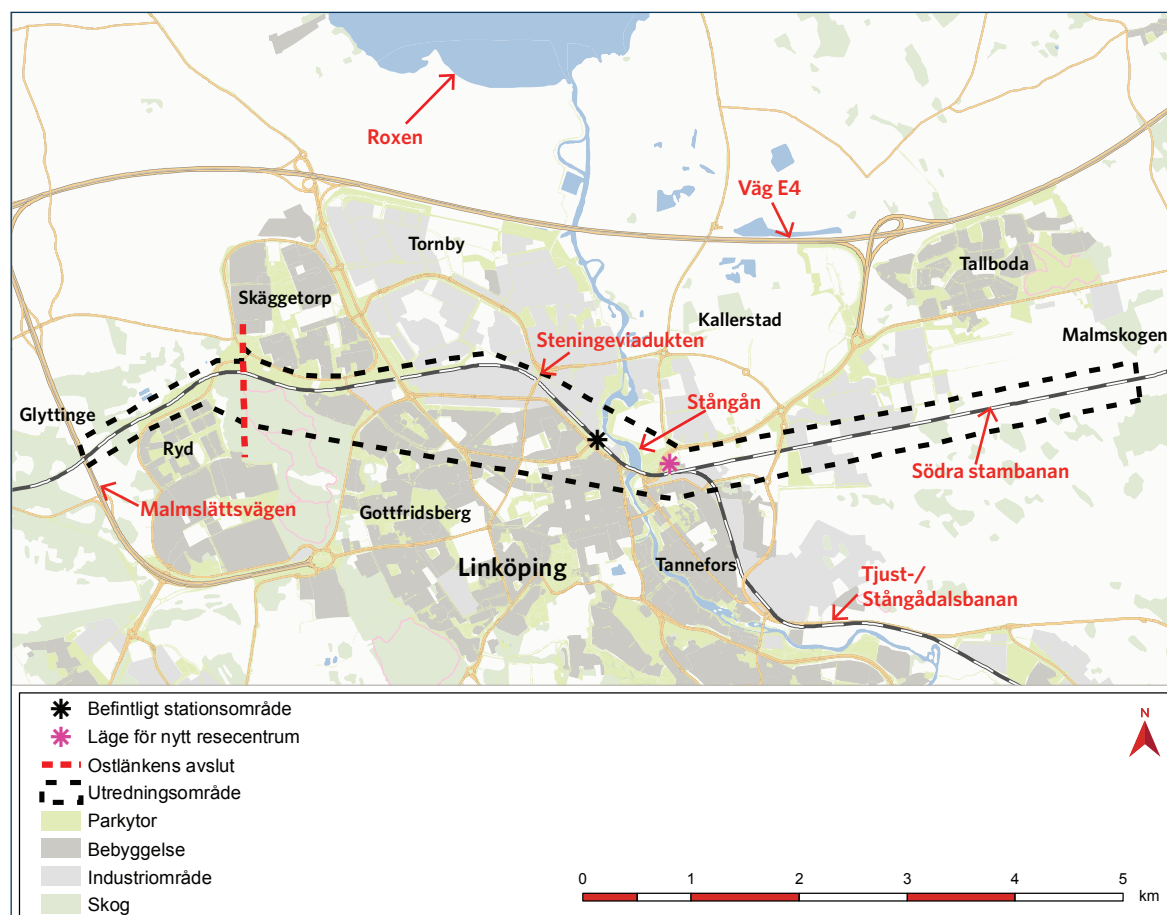 Roxen
Väg E4
Tornby
Tallboda
Skäggetorp
Kallerstad
Steningeviadukten
Malmskogen
Stångån
Glyttinge
Ryd
Södra stambanan
Malmslättsvägen
Gottfridsberg
Linköping
Tannefors
Tjust-/
Stångådalsbanan
Befintligt stationsområde
Läge för nytt resecentrum
Ostlänkens avslut
Utredningsområde
Parkytor
Bebyggelse
Industriområde
Skog
N
0 1 2 3 4 5
km